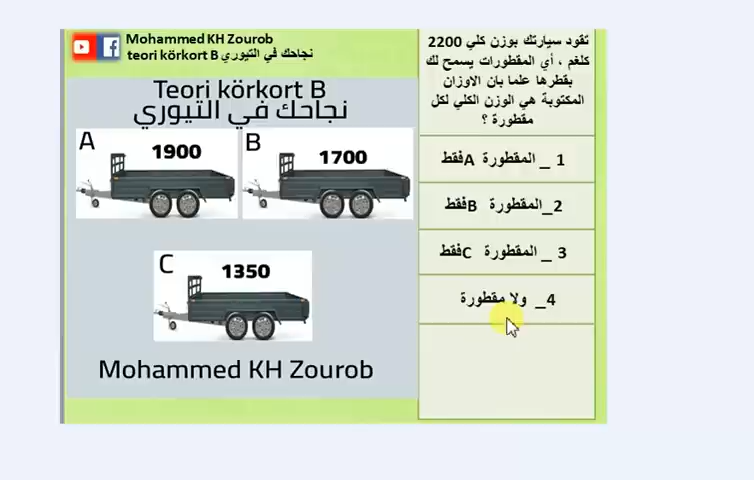 Mohammed KH Zourob
teori körkort B نجاحك في التيوري
Teori körkort B
نجاحك في التيوري
A
1900
B
1700
C
1350
Mohammed KH Zourob
تقود سيارتك بوزن كلي 2200
كلغم ، أي المقطورات يسمح لك
بقطرها علما بان الاوزان
المكتوبة هي الوزن الكلي لكل
مقطورة ؟
1 _ المقطورة Aفقط
2_المقطورة Bفقط
3 _ المقطورة Cفقط
4_ ولا مقطورة